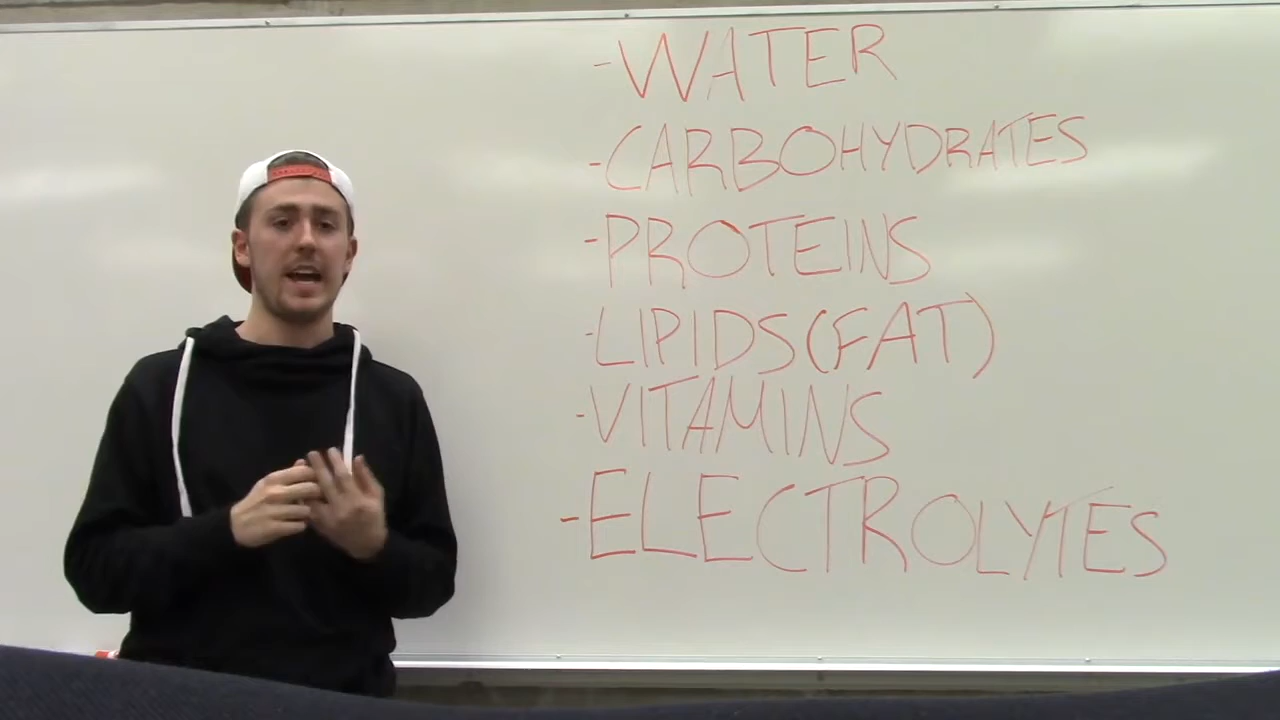 -WATER
-CARBOHYDRATES
-PROTEINS
-LIPIDS(FAT)
-VITAMINS
-ELECTROLYTES